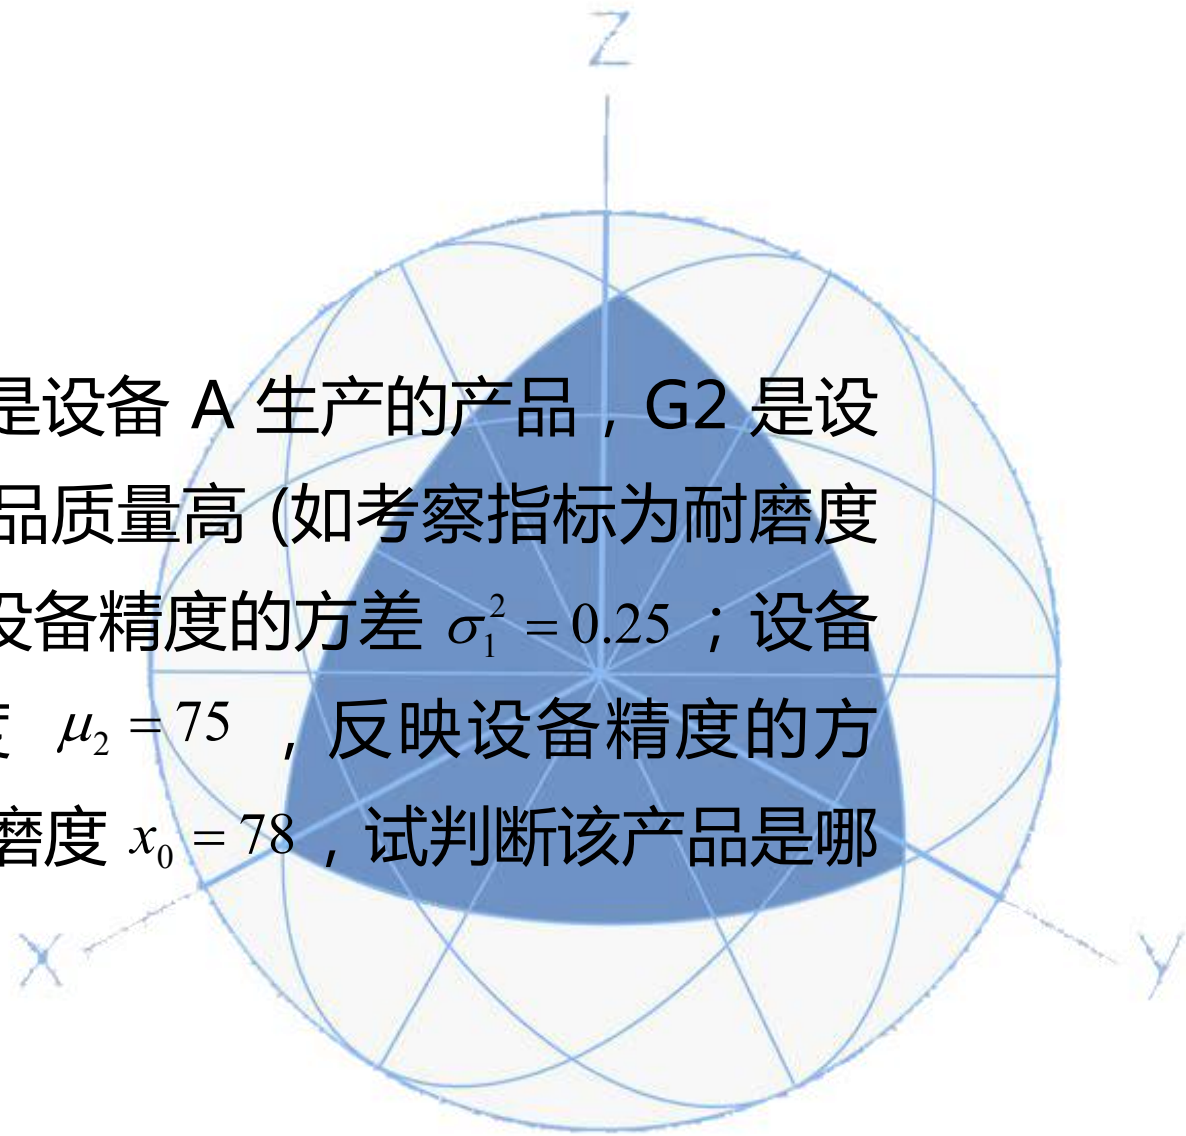 Z
是设备 A 生产的产品，G2 是设
品质量高 (如考察指标为耐磨度
设备精度的方差 σ₁² = 0.25 ；设备
度 μ₂ = 75 ，反映设备精度的方
磨度 x₀ = 78 ，试判断该产品是哪
X Y